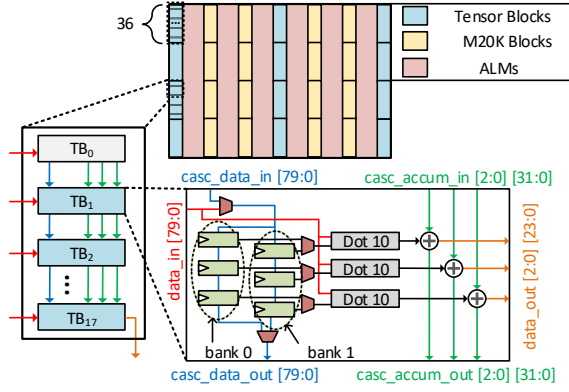 36
...
Tensor Blocks
M20K Blocks
ALMs
TB0
TB1
TB2
...
TB17
casc_data_in [79:0]
casc_accum_in [2:0] [31:0]
data_in [79:0]
Dot 10
Dot 10
Dot 10
data_out [2:0] [23:0]
bank 0
bank 1
casc_data_out [79:0]
casc_accum_out [2:0] [31:0]